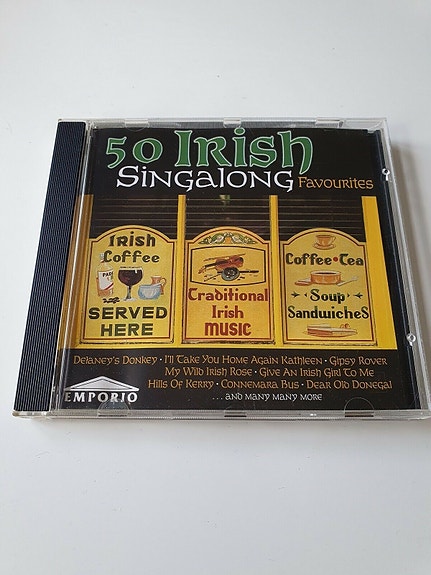 50 Irish
Singalong Favourites
Irish
Coffee
SERVED
HERE
Traditional
Irish
MUSIC
Coffee • Tea
Soup
Sandwiches
Delaney's Donkey • I'll Take You Home Again Kathleen • Gipsy Rover
My Wild Irish Rose • Give An Irish Girl To Me
Hills Of Kerry • Connemara Bus • Dear Old Donegal
...and many many more
EMPORIO